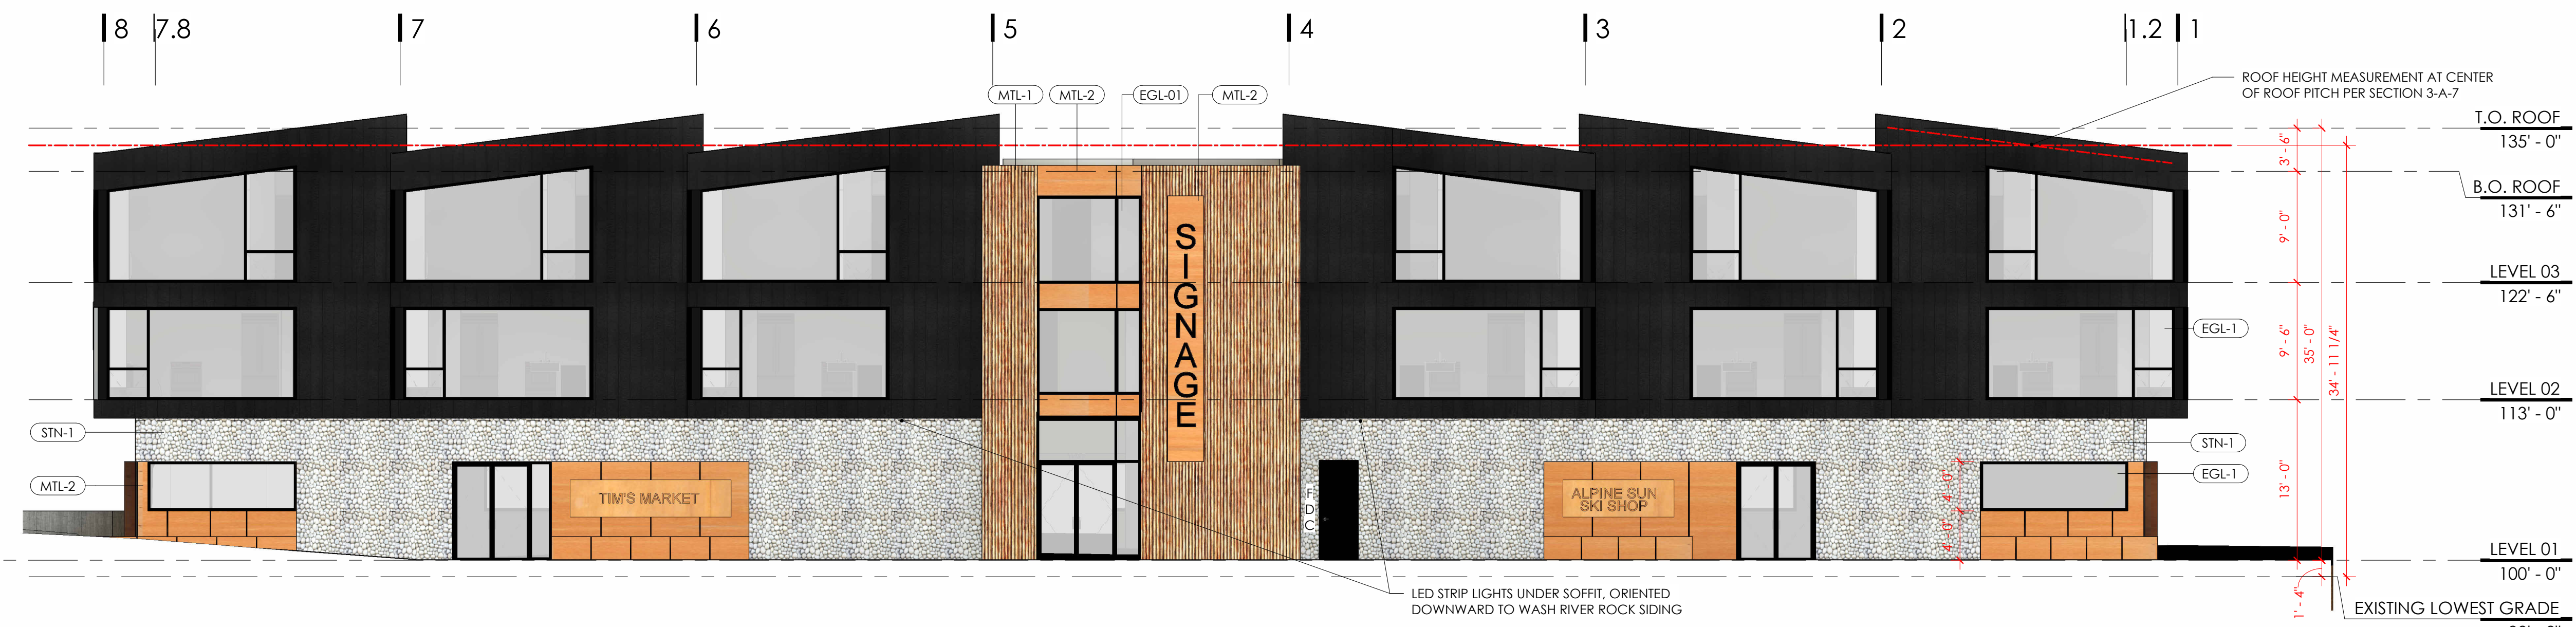 8 7.8 7 6 5 4 3 2 1.2 1
ROOF HEIGHT MEASUREMENT AT CENTER
OF ROOF PITCH PER SECTION 3-A-7
MTL-1 MTL-2 EGL-01 MTL-2
T.O. ROOF
135' - 0"
3' - 6"
B.O. ROOF
131' - 6"
9' - 0"
LEVEL 03
122' - 6"
EGL-1
9' - 6"
35' - 0"
34' - 11 1/4"
LEVEL 02
113' - 0"
SIGNAGE
STN-1
STN-1
MTL-2
EGL-1
TIM'S MARKET
FDC
ALPINE SUN
SKI SHOP
4' - 0"
4' - 0"
13' - 0"
LEVEL 01
100' - 0"
LED STRIP LIGHTS UNDER SOFFIT, ORIENTED
DOWNWARD TO WASH RIVER ROCK SIDING
1' - 4"
EXISTING LOWEST GRADE